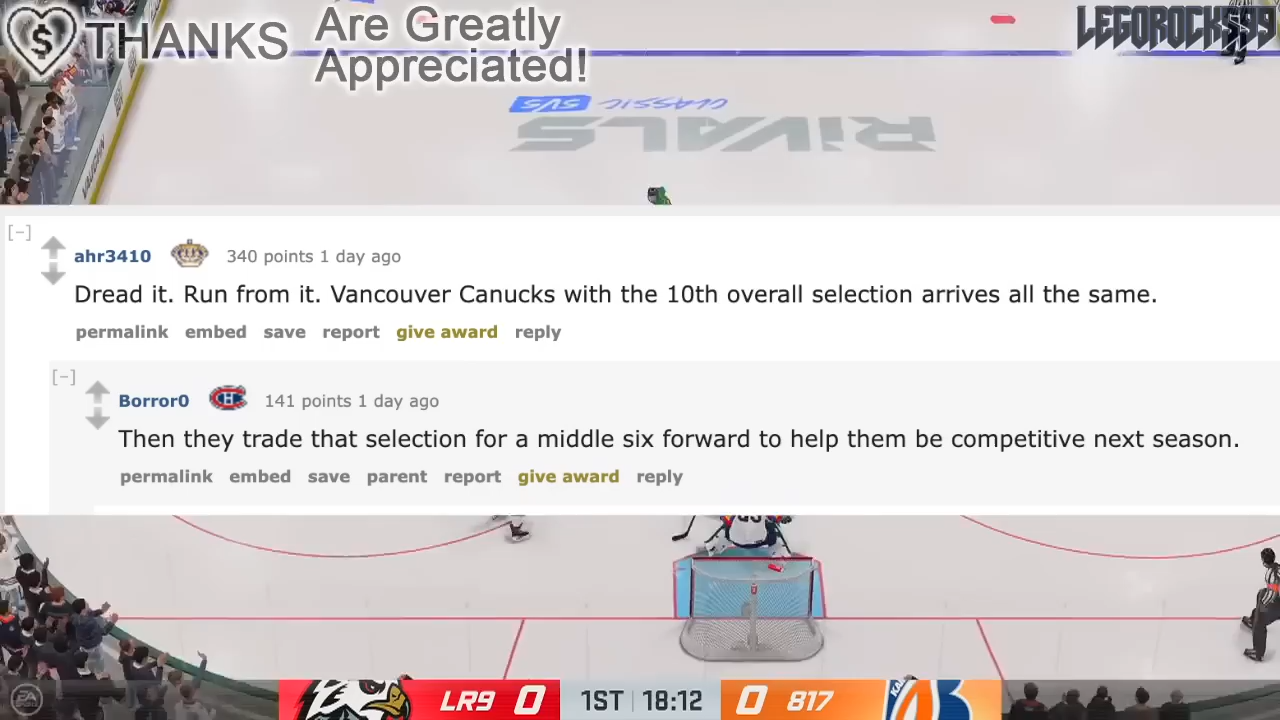 $ THANKS
Are Greatly
Appreciated!
LEGOROCKS99
CLASSIC 5V5
RIVALS
VAUGHN
[-]
ahr3410 340 points 1 day ago
Dread it. Run from it. Vancouver Canucks with the 10th overall selection arrives all the same.
permalink embed save report give award reply
[-]
Borror0 141 points 1 day ago
Then they trade that selection for a middle six forward to help them be competitive next season.
permalink embed save parent report give award reply
EA
LR9 0 1ST 18:12 0 817